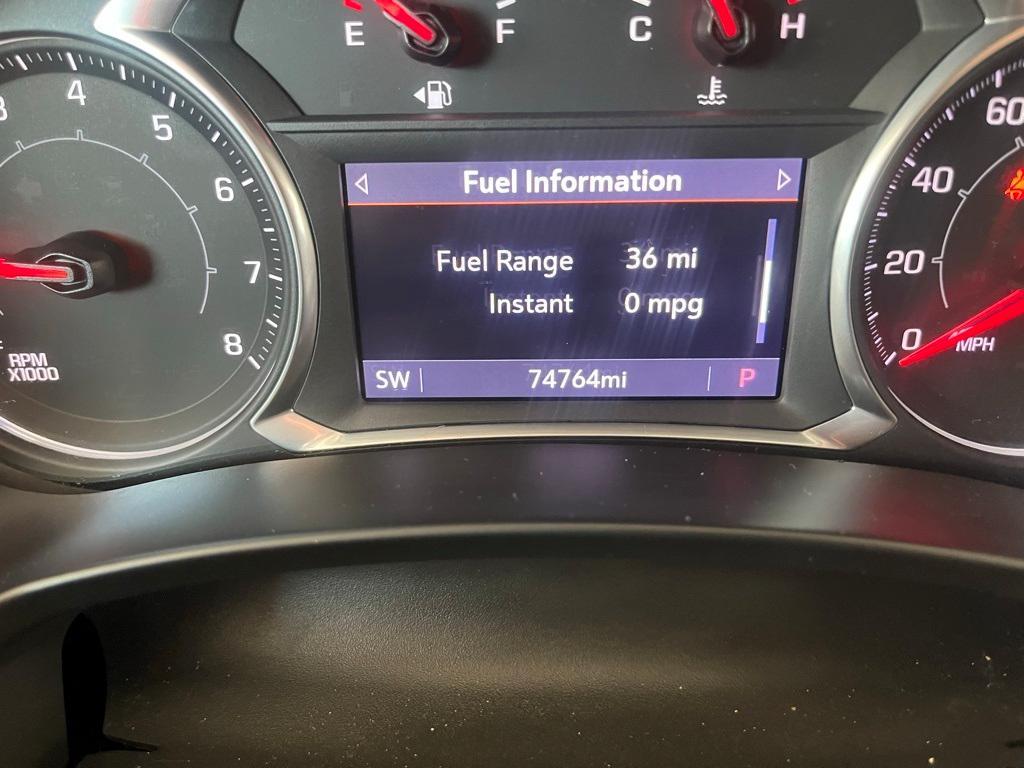 E F C H
3 4 5 6 7 8
RPM
X1000
Fuel Information
Fuel Range 36 mi
Instant 0 mpg
SW 74764mi P
60
40
20
0
MPH